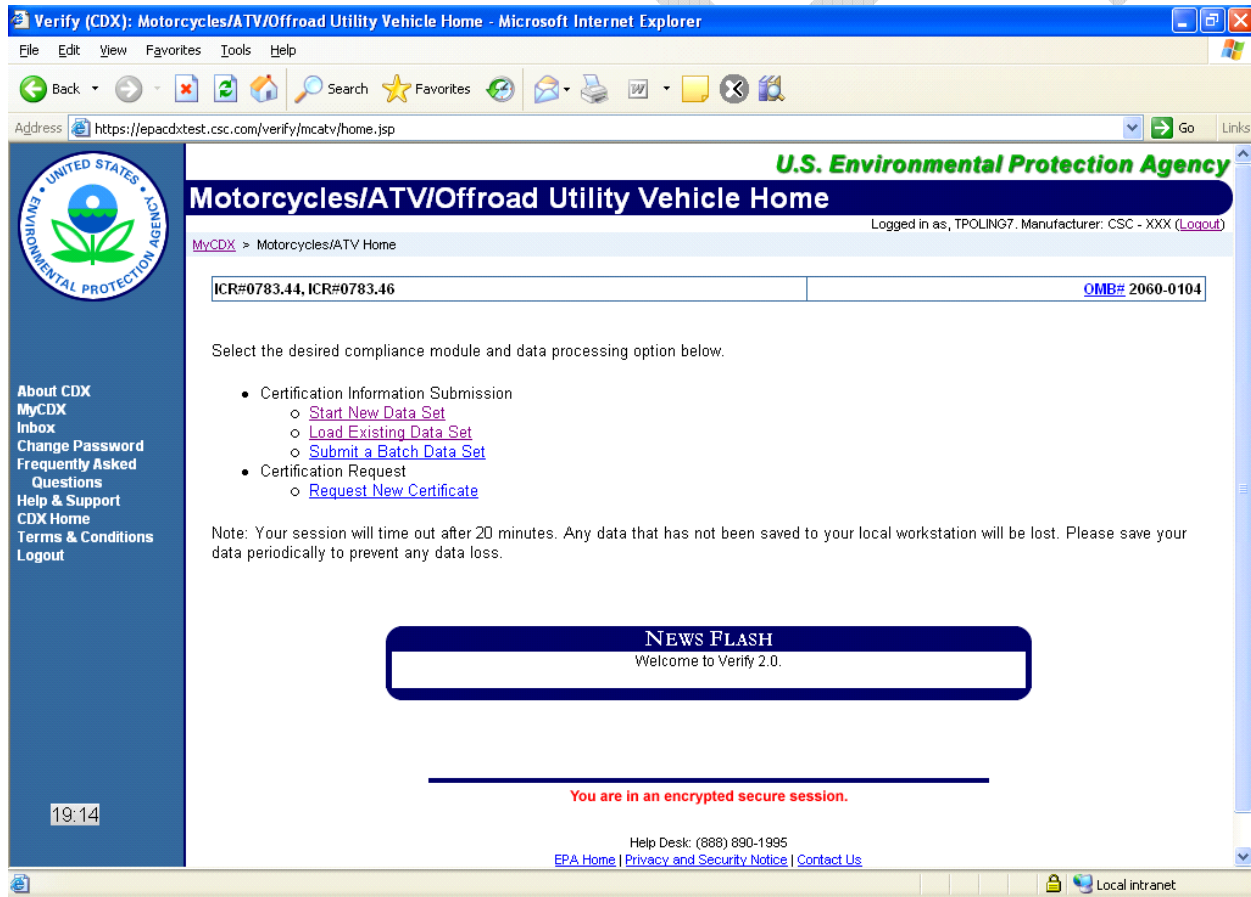 Verify (CDX): Motorcycles/ATV/Offroad Utility Vehicle Home - Microsoft Internet Explorer
File Edit View Favorites Tools Help
Back Search Favorites
Address https://epacdxtest.csc.com/verify/mcatv/home.jsp Go Links
UNITED STATES ENVIRONMENTAL PROTECTION AGENCY
U.S. Environmental Protection Agency
Motorcycles/ATV/Offroad Utility Vehicle Home
Logged in as, TPOLING7. Manufacturer: CSC - XXX (Logout)
MyCDX > Motorcycles/ATV Home
ICR#0783.44, ICR#0783.46 OMB# 2060-0104
Select the desired compliance module and data processing option below.
• Certification Information Submission
o Start New Data Set
o Load Existing Data Set
o Submit a Batch Data Set
• Certification Request
o Request New Certificate
Note: Your session will time out after 20 minutes. Any data that has not been saved to your local workstation will be lost. Please save your
data periodically to prevent any data loss.
About CDX
MyCDX
Inbox
Change Password
Frequently Asked
Questions
Help & Support
CDX Home
Terms & Conditions
Logout
NEWS FLASH
Welcome to Verify 2.0.
You are in an encrypted secure session.
19:14
Help Desk: (888) 890-1995
EPA Home | Privacy and Security Notice | Contact Us
Local intranet